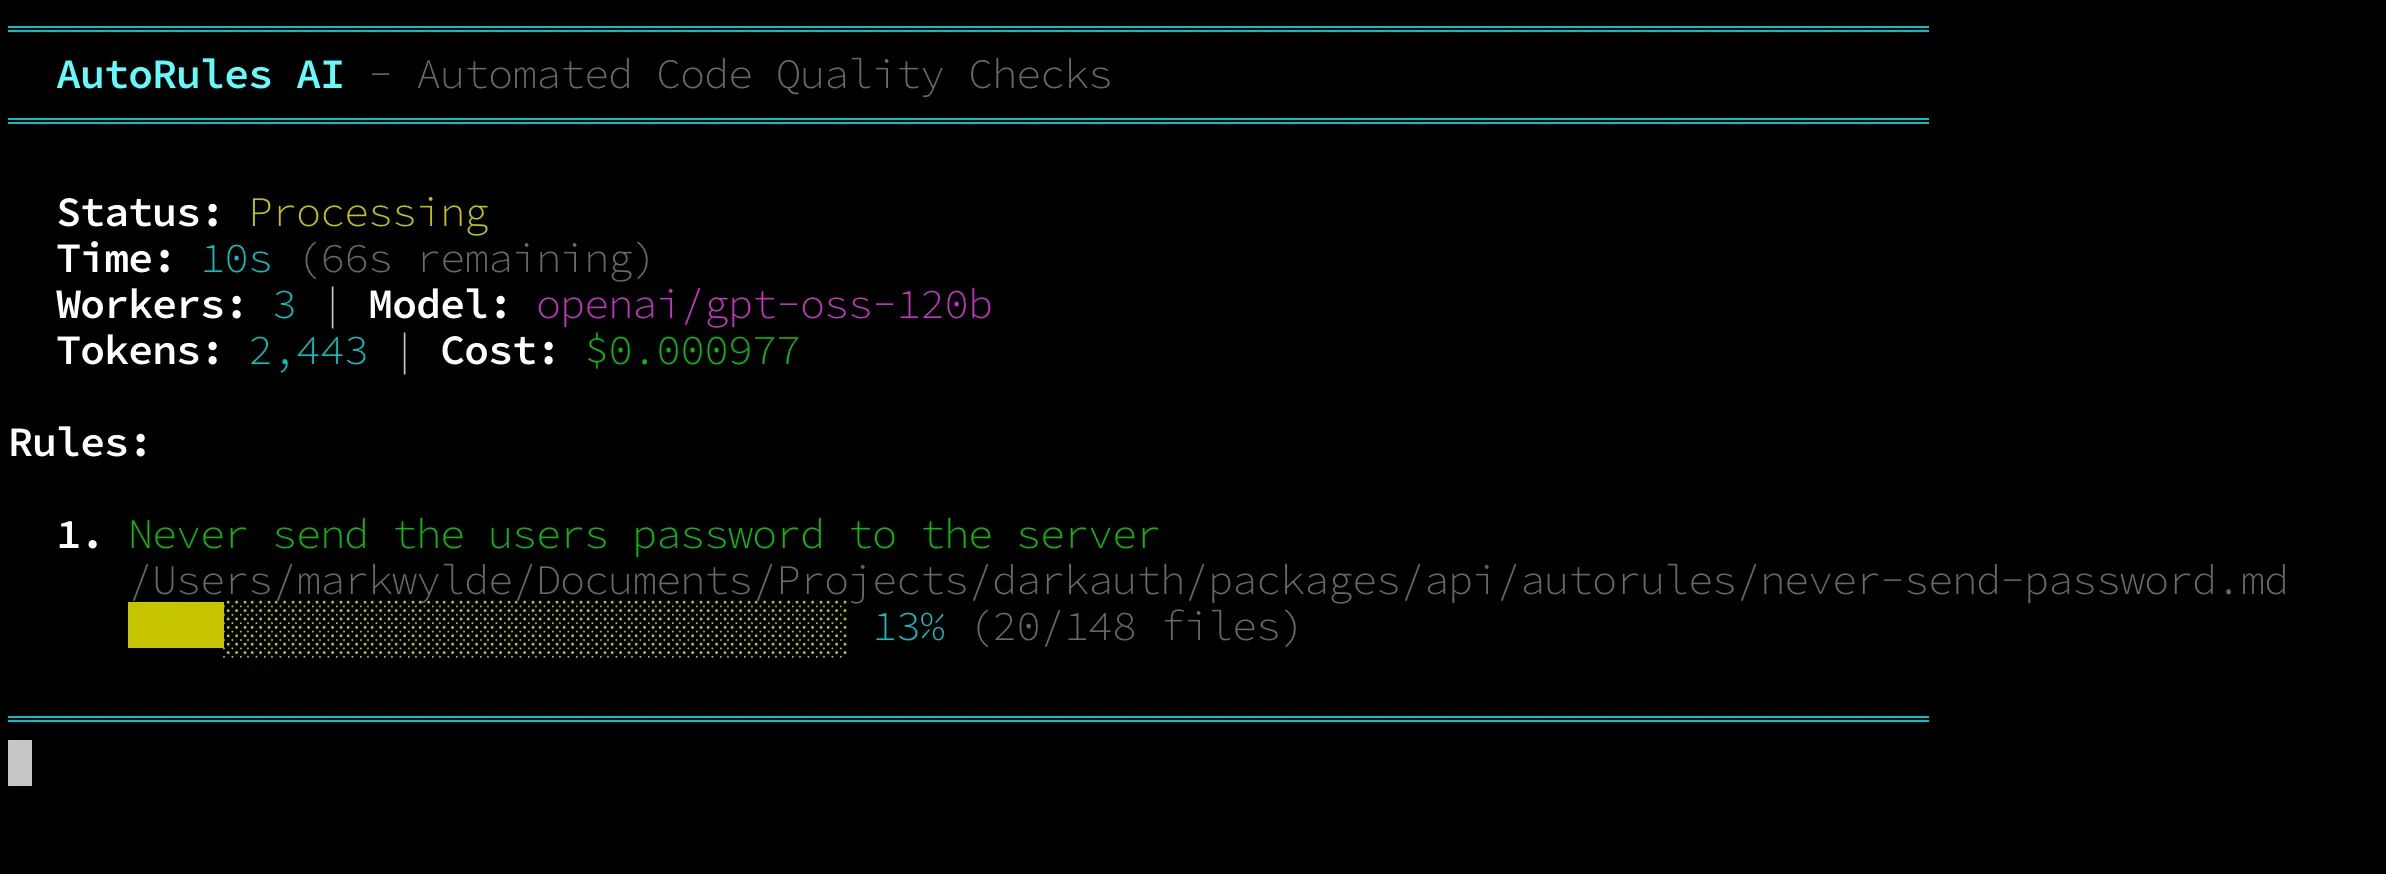 AutoRules AI - Automated Code Quality Checks
Status: Processing
Time: 10s (66s remaining)
Workers: 3 | Model: openai/gpt-oss-120b
Tokens: 2,443 | Cost: $0.000977
Rules:
1. Never send the users password to the server
/Users/markwylde/Documents/Projects/darkauth/packages/api/autorules/never-send-password.md
13% (20/148 files)